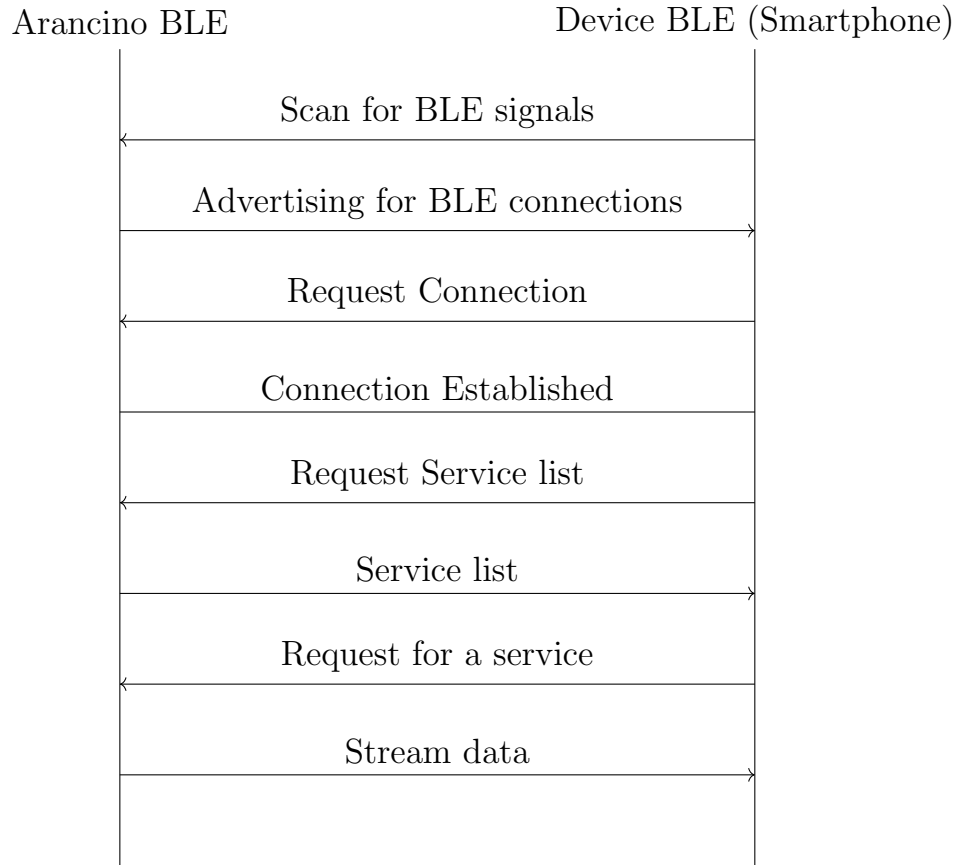 Arancino BLE
Device BLE (Smartphone)
Scan for BLE signals
Advertising for BLE connections
Request Connection
Connection Established
Request Service list
Service list
Request for a service
Stream data